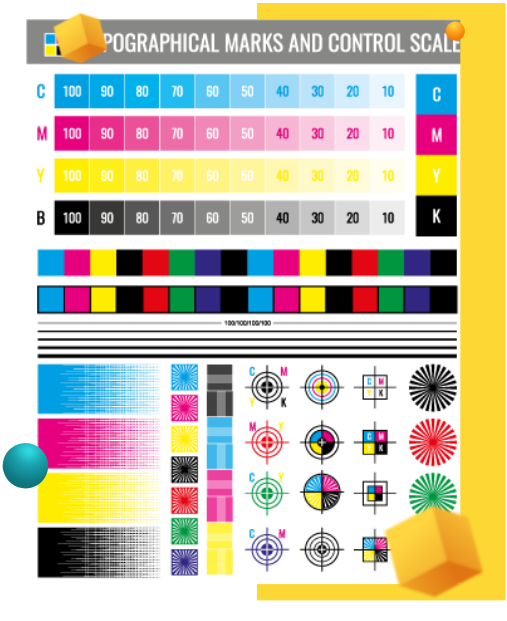 POGRAPHICAL MARKS AND CONTROL SCALE
C 100 90 80 70 60 50 40 30 20 10 C
M 100 90 80 70 60 50 40 30 20 10 M
Y 100 90 80 70 60 50 40 30 20 10 Y
B 100 90 80 70 60 50 40 30 20 10 K
100/100/100/100
C M C M
Y K Y K
M Y C M
Y K
C Y
C M